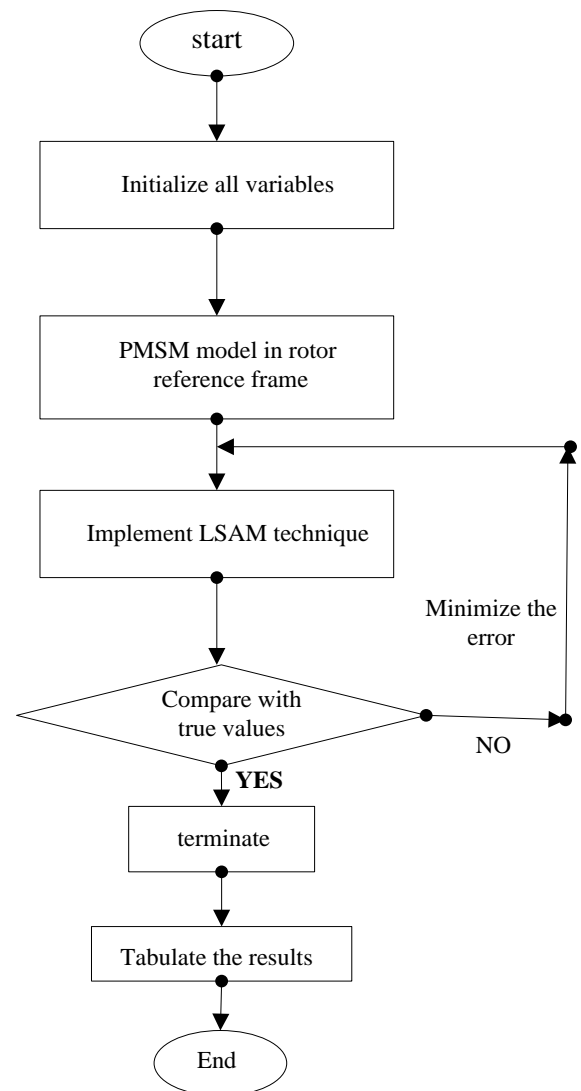 start
Initialize all variables
PMSM model in rotor
reference frame
Implement LSAM technique
Minimize the
error
Compare with
true values
NO
YES
terminate
Tabulate the results
End